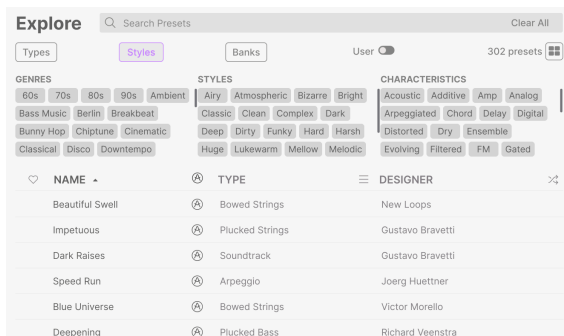 Explore Search Presets Clear All
Types Styles Banks User 302 presets
GENRES STYLES CHARACTERISTICS
60s 70s 80s 90s Ambient Airy Atmospheric Bizarre Bright Acoustic Additive Amp Analog
Bass Music Berlin Breakbeat Classic Clean Complex Dark Arpeggiated Chord Delay Digital
Bunny Hop Chiptune Cinematic Deep Dirty Funky Hard Harsh Distorted Dry Ensemble
Classical Disco Downtempo Huge Lukewarm Mellow Melodic Evolving Filtered FM Gated
NAME TYPE DESIGNER
Beautiful Swell Bowed Strings New Loops
Impetuous Plucked Strings Gustavo Bravetti
Dark Raises Soundtrack Gustavo Bravetti
Speed Run Arpeggio Joerg Huettner
Blue Universe Bowed Strings Victor Morello
Deepening Plucked Bass Richard Veenstra